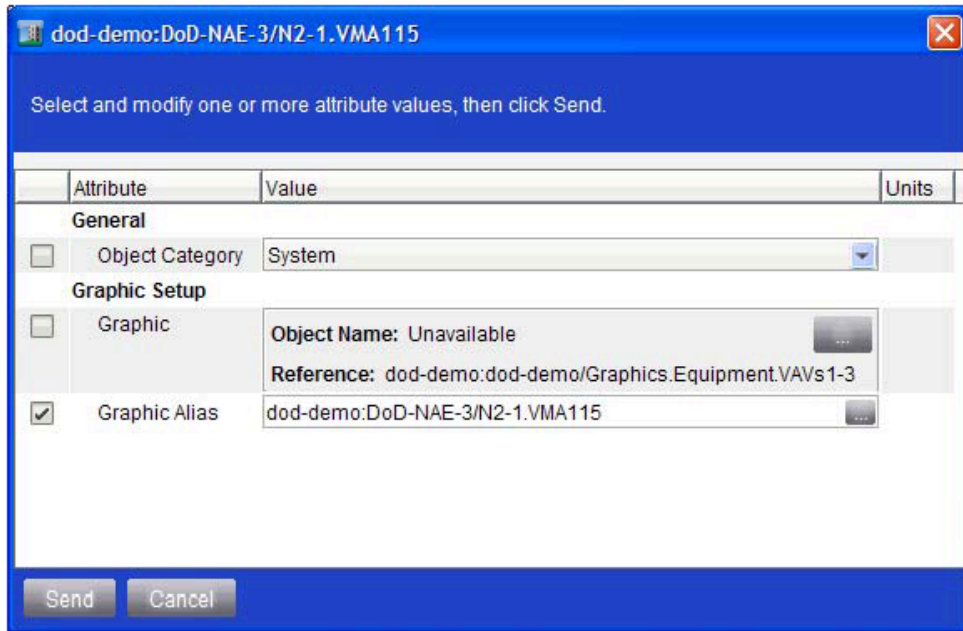 dod-demo:DoD-NAE-3/N2-1.VMA115
Select and modify one or more attribute values, then click Send.
Attribute Value Units
General
Object Category System
Graphic Setup
Graphic Object Name: Unavailable ...
Reference: dod-demo:dod-demo/Graphics.Equipment.VAVs1-3
Graphic Alias dod-demo:DoD-NAE-3/N2-1.VMA115 ...
Send Cancel